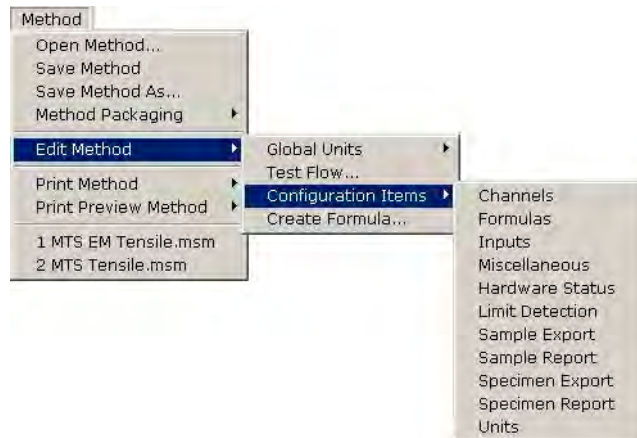 Method
Open Method...
Save Method
Save Method As...
Method Packaging
Edit Method
Print Method
Print Preview Method
1 MTS EM Tensile.msm
2 MTS Tensile.msm
Global Units
Test Flow...
Configuration Items
Create Formula...
Channels
Formulas
Inputs
Miscellaneous
Hardware Status
Limit Detection
Sample Export
Sample Report
Specimen Export
Specimen Report
Units